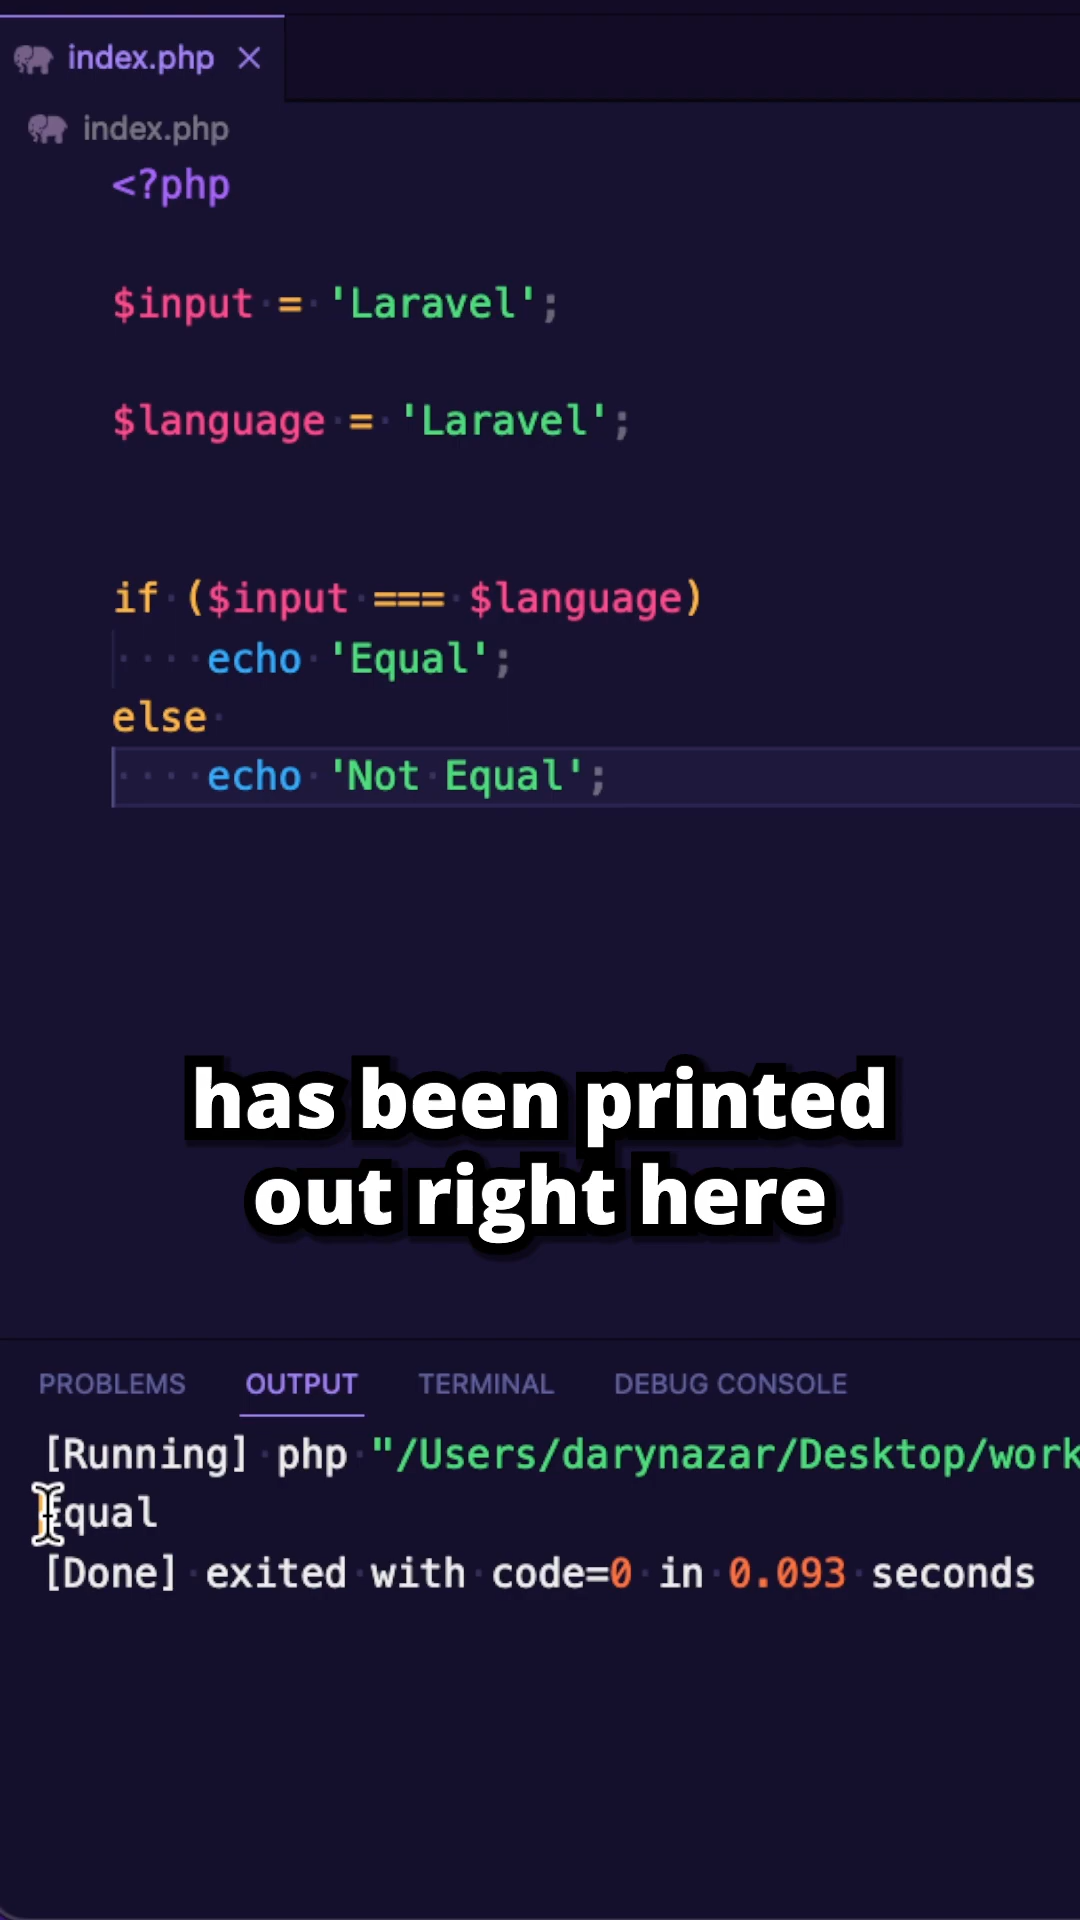 index.php
index.php
<?php
$input = 'Laravel';
$language = 'Laravel';
if ($input === $language)
echo 'Equal';
else
echo 'Not Equal';
has been printed
out right here
PROBLEMS OUTPUT TERMINAL DEBUG CONSOLE
[Running] php "/Users/darynazar/Desktop/work
Equal
[Done] exited with code=0 in 0.093 seconds